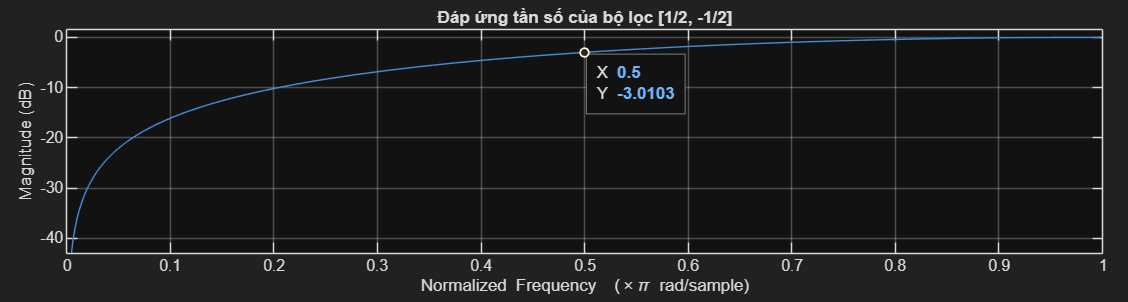 Đáp ứng tần số của bộ lọc [1/2, -1/2]
Magnitude (dB)
0
-10
-20
-30
-40
X 0.5
Y -3.0103
0 0.1 0.2 0.3 0.4 0.5 0.6 0.7 0.8 0.9 1
Normalized Frequency (×π rad/sample)